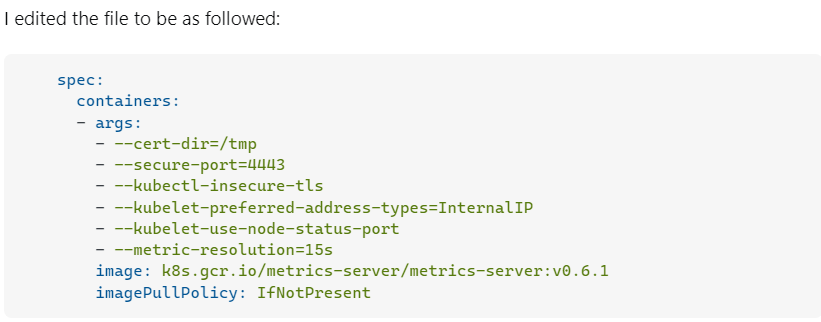 I edited the file to be as followed:
spec:
containers:
- args:
- --cert-dir=/tmp
- --secure-port=4443
- --kubectl-insecure-tls
- --kubelet-preferred-address-types=InternalIP
- --kubelet-use-node-status-port
- --metric-resolution=15s
image: k8s.gcr.io/metrics-server/metrics-server:v0.6.1
imagePullPolicy: IfNotPresent